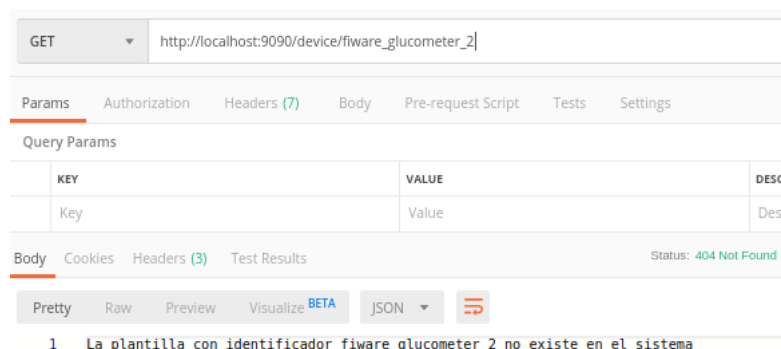 GET http://localhost:9090/device/fiware_glucometer_2
Params Authorization Headers (7) Body Pre-request Script Tests Settings
Query Params
KEY VALUE DESC
Key Value Des
Body Cookies Headers (3) Test Results Status: 404 Not Found
Pretty Raw Preview Visualize BETA JSON
1 La plantilla con identificador fiware_glucometer_2 no existe en el sistema